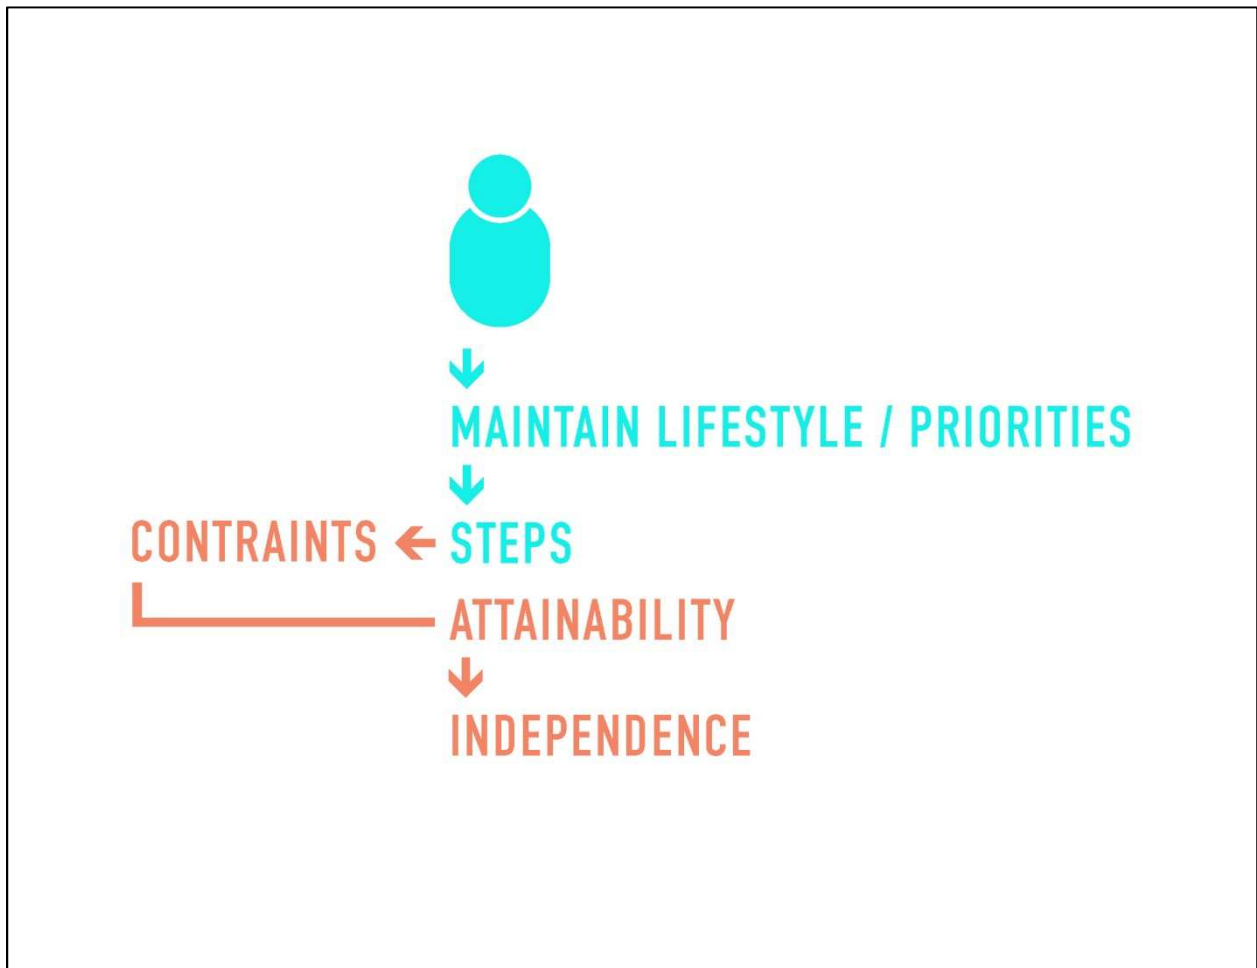 MAINTAIN LIFESTYLE / PRIORITIES
CONTRAINTS STEPS
ATTAINABILITY
INDEPENDENCE